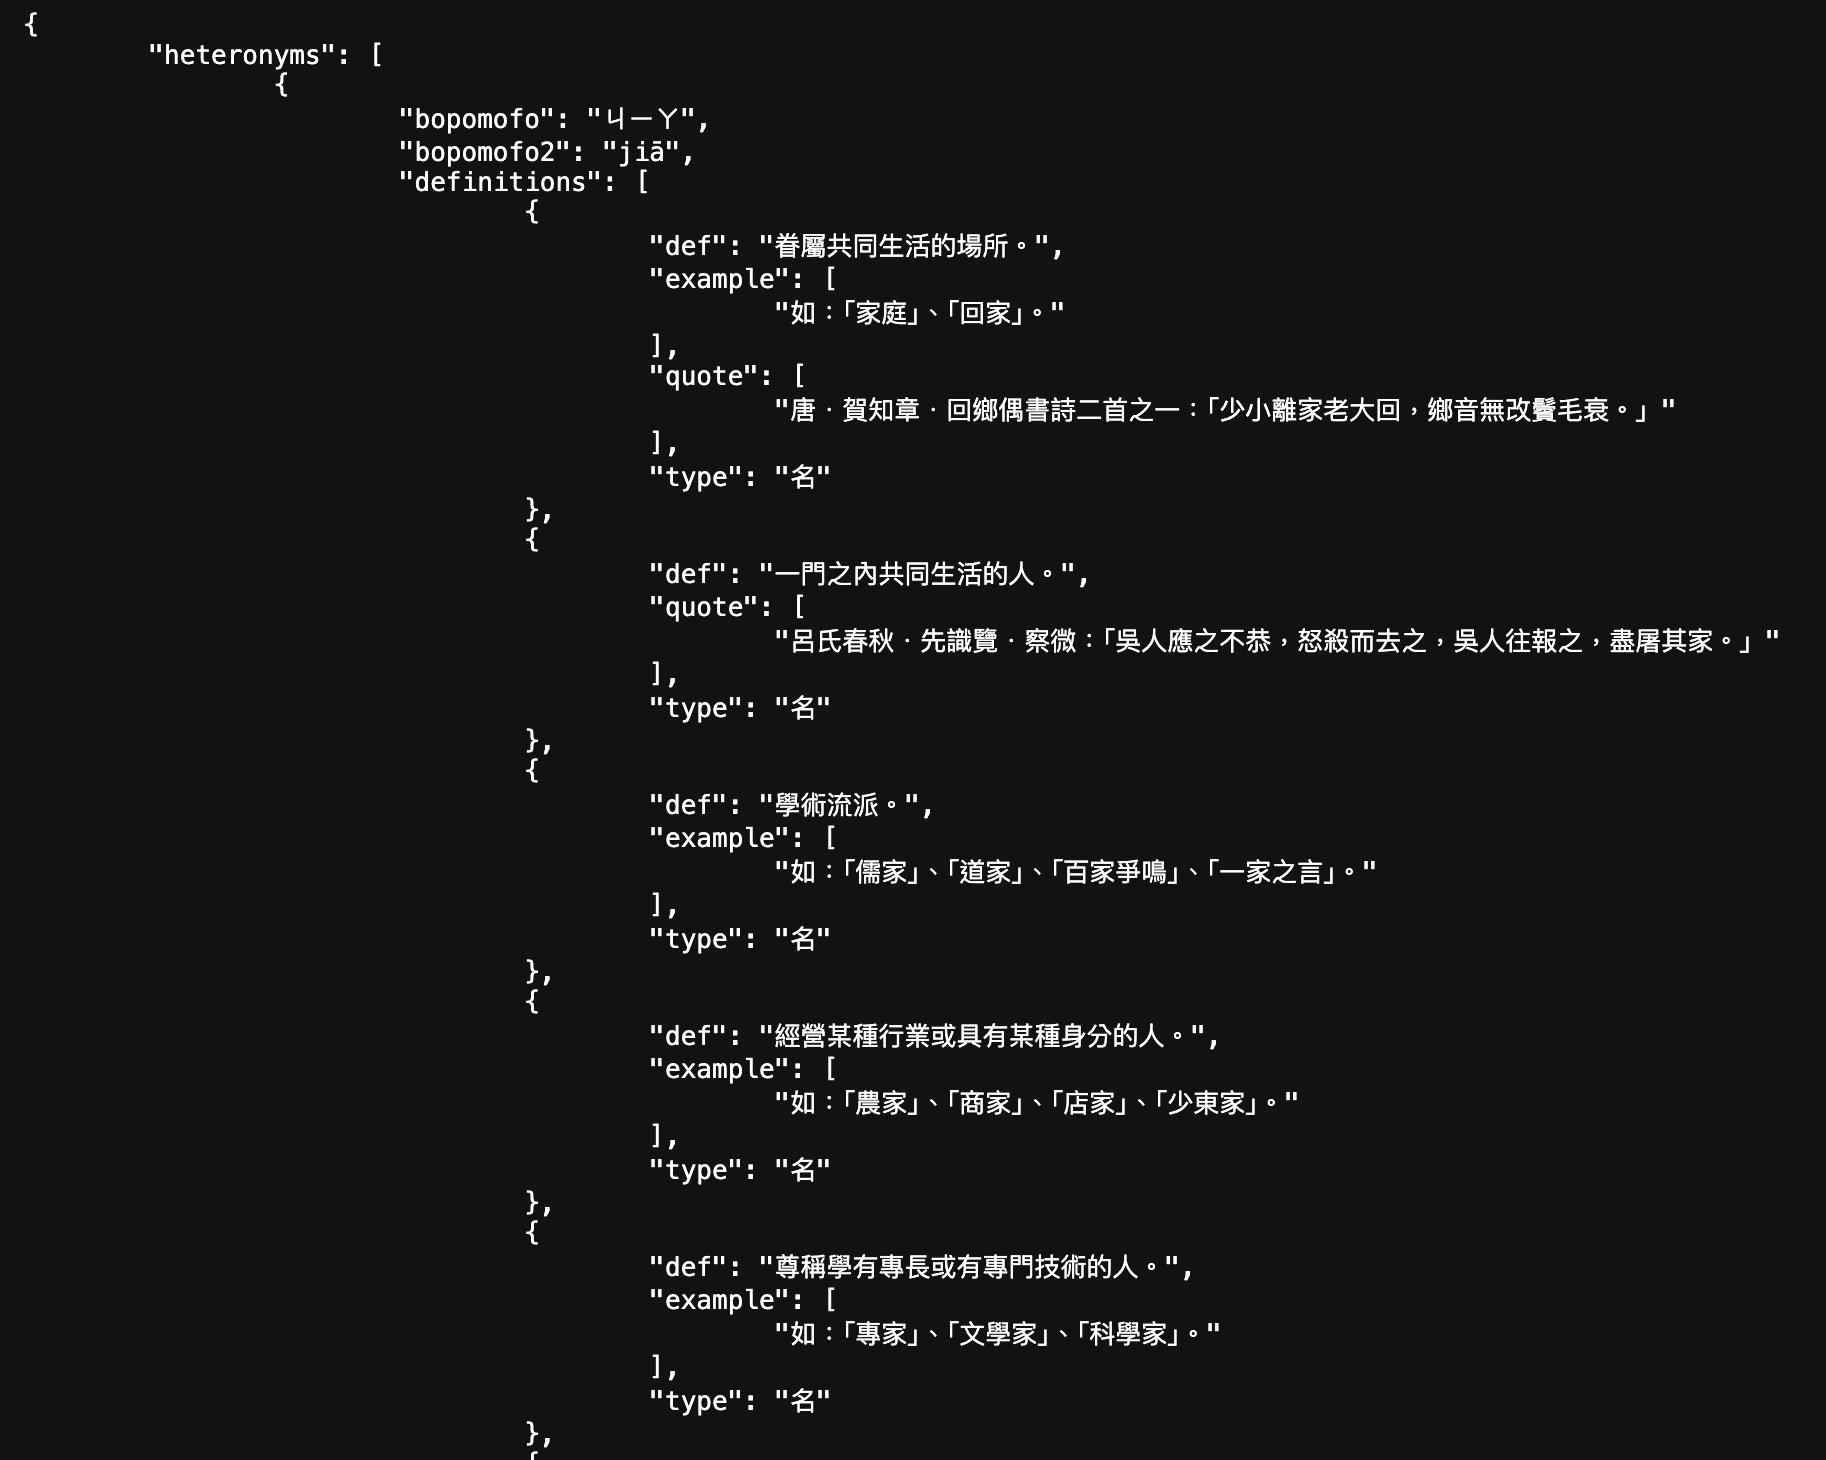 {
"heteronyms": [
{
"bopomofo": "ㄐㄧㄚ",
"bopomofo2": "jiā",
"definitions": [
{
"def": "眷屬共同生活的場所。",
"example": [
"如：「家庭」、「回家」。"
],
"quote": [
"唐．賀知章．回鄉偶書詩二首之一：「少小離家老大回，鄉音無改鬢毛衰。」"
],
"type": "名"
},
{
"def": "一門之內共同生活的人。",
"quote": [
"呂氏春秋．先識覽．察微：「吳人應之不恭，怒殺而去之，吳人往報之，盡屠其家。」"
],
"type": "名"
},
{
"def": "學術流派。",
"example": [
"如：「儒家」、「道家」、「百家爭鳴」、「一家之言」。"
],
"type": "名"
},
{
"def": "經營某種行業或具有某種身分的人。",
"example": [
"如：「農家」、「商家」、「店家」、「少東家」。"
],
"type": "名"
},
{
"def": "尊稱學有專長或有專門技術的人。",
"example": [
"如：「專家」、「文學家」、「科學家」。"
],
"type": "名"
},
{